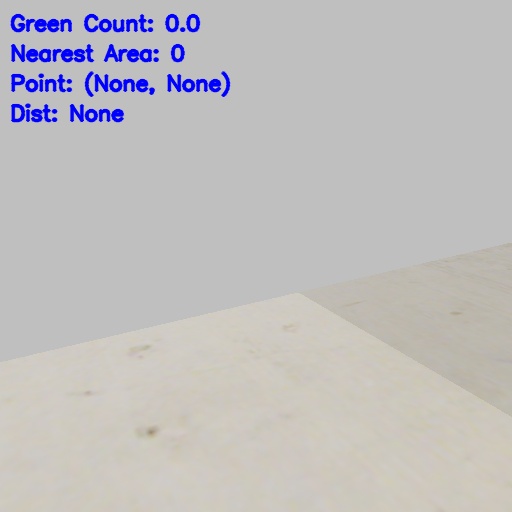 Green Count: 0.0
Nearest Area: 0
Point: (None, None)
Dist: None